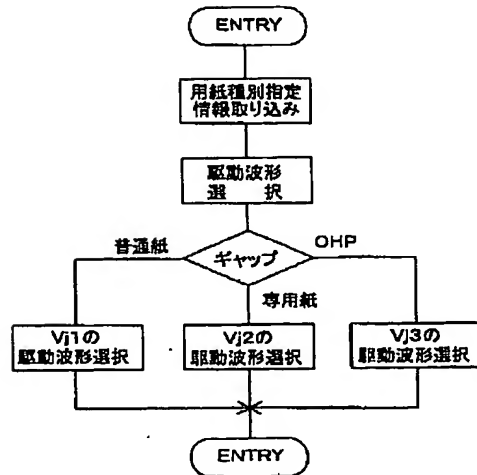 ENTRY
用紙種別指定
情報取り込み
駆動波形
選 択
普通紙
ギャップ
OHP
専用紙
Vj1の
駆動波形選択
Vj2の
駆動波形選択
Vj3の
駆動波形選択
ENTRY